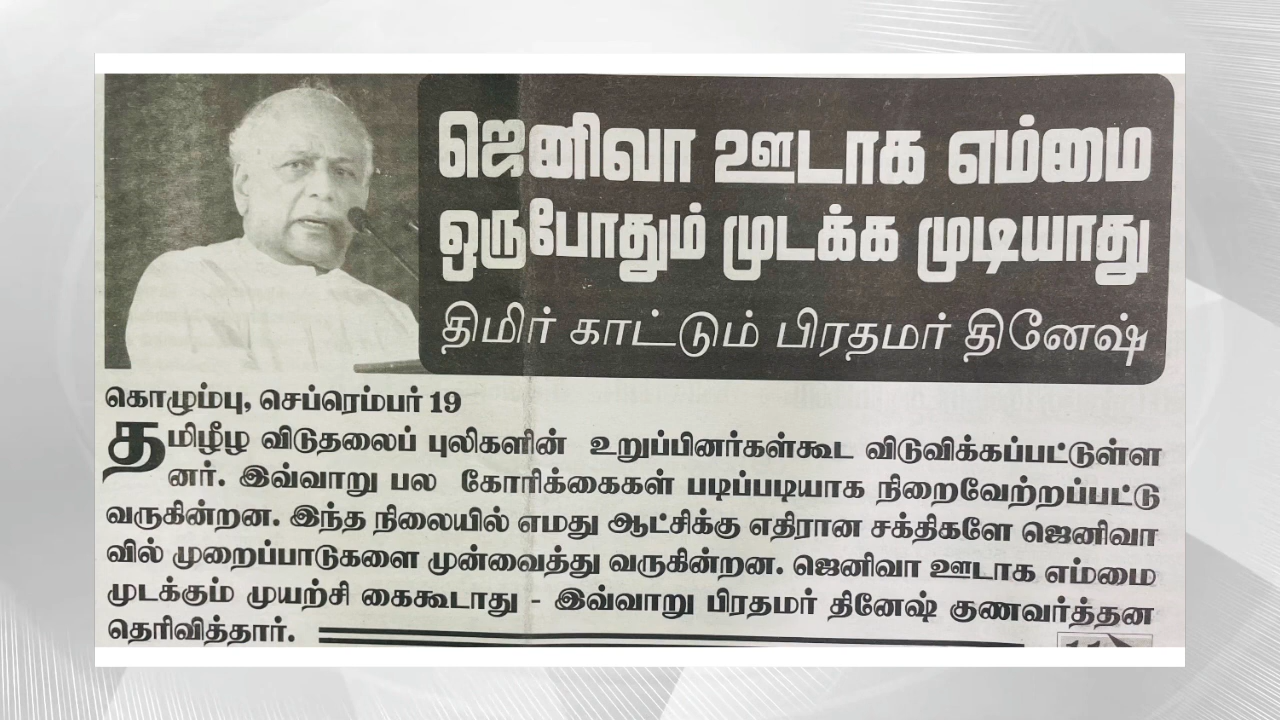 ஜெனிவா ஊடாக எம்மை
ஒருபோதும் முடக்க முடியாது
திமிர் காட்டும் பிரதமர் தினேஷ்
கொழும்பு, செப்ரெம்பர் 19
தமிழீழ விடுதலைப் புலிகளின் உறுப்பினர்கள்கூட விடுவிக்கப்பட்டுள்ள
னர். இவ்வாறு பல கோரிக்கைகள் படிப்படியாக நிறைவேற்றப்பட்டு
வருகின்றன. இந்த நிலையில் எமது ஆட்சிக்கு எதிரான சக்திகளே ஜெனிவா
வில் முறைப்பாடுகளை முன்வைத்து வருகின்றன. ஜெனிவா ஊடாக எம்மை
முடக்கும் முயற்சி கைகூடாது - இவ்வாறு பிரதமர் தினேஷ் குணவர்த்தன
தெரிவித்தார்.